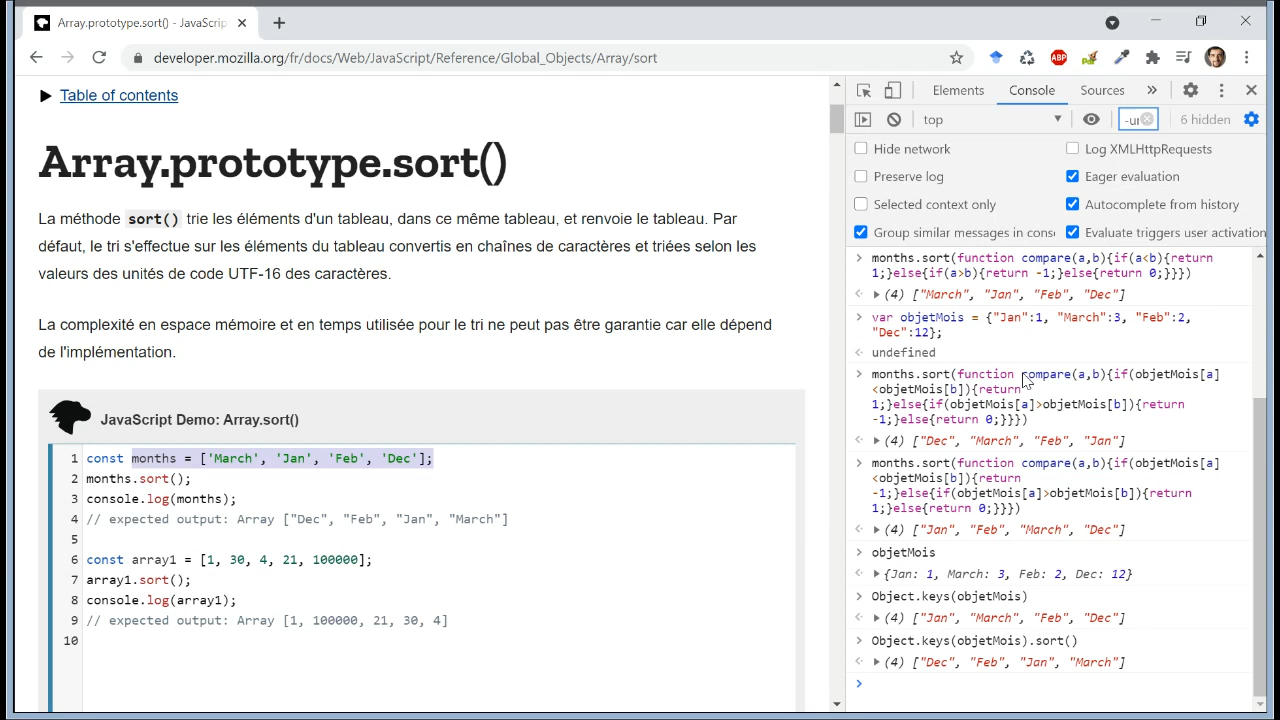 Array.prototype.sort() - JavaScrip
developer.mozilla.org/fr/docs/Web/JavaScript/Reference/Global_Objects/Array/sort
ABP
Table of contents
Array.prototype.sort()
La méthode sort() trie les éléments d'un tableau, dans ce même tableau, et renvoie le tableau. Par
défaut, le tri s'effectue sur les éléments du tableau convertis en chaînes de caractères et triées selon les
valeurs des unités de code UTF-16 des caractères.
La complexité en espace mémoire et en temps utilisée pour le tri ne peut pas être garantie car elle dépend
de l'implémentation.
JavaScript Demo: Array.sort()
1 const months = ['March', 'Jan', 'Feb', 'Dec'];
2 months.sort();
3 console.log(months);
4 // expected output: Array ["Dec", "Feb", "Jan", "March"]
5
6 const array1 = [1, 30, 4, 21, 100000];
7 array1.sort();
8 console.log(array1);
9 // expected output: Array [1, 100000, 21, 30, 4]
10
Elements Console Sources
top -ur 6 hidden
Hide network Log XMLHttpRequests
Preserve log Eager evaluation
Selected context only Autocomplete from history
Group similar messages in conso Evaluate triggers user activation
months.sort(function compare(a,b){if(a<b){return
1;}else{if(a>b){return -1;}else{return 0;}}})
(4) ["March", "Jan", "Feb", "Dec"]
var objetMois = {"Jan":1, "March":3, "Feb":2,
"Dec":12};
undefined
months.sort(function compare(a,b){if(objetMois[a]
<objetMois[b]){return
1;}else{if(objetMois[a]>objetMois[b]){return
-1;}else{return 0;}}})
(4) ["Dec", "March", "Feb", "Jan"]
months.sort(function compare(a,b){if(objetMois[a]
<objetMois[b]){return
-1;}else{if(objetMois[a]>objetMois[b]){return
1;}else{return 0;}}})
(4) ["Jan", "Feb", "March", "Dec"]
objetMois
{Jan: 1, March: 3, Feb: 2, Dec: 12}
Object.keys(objetMois)
(4) ["Jan", "March", "Feb", "Dec"]
Object.keys(objetMois).sort()
(4) ["Dec", "Feb", "Jan", "March"]